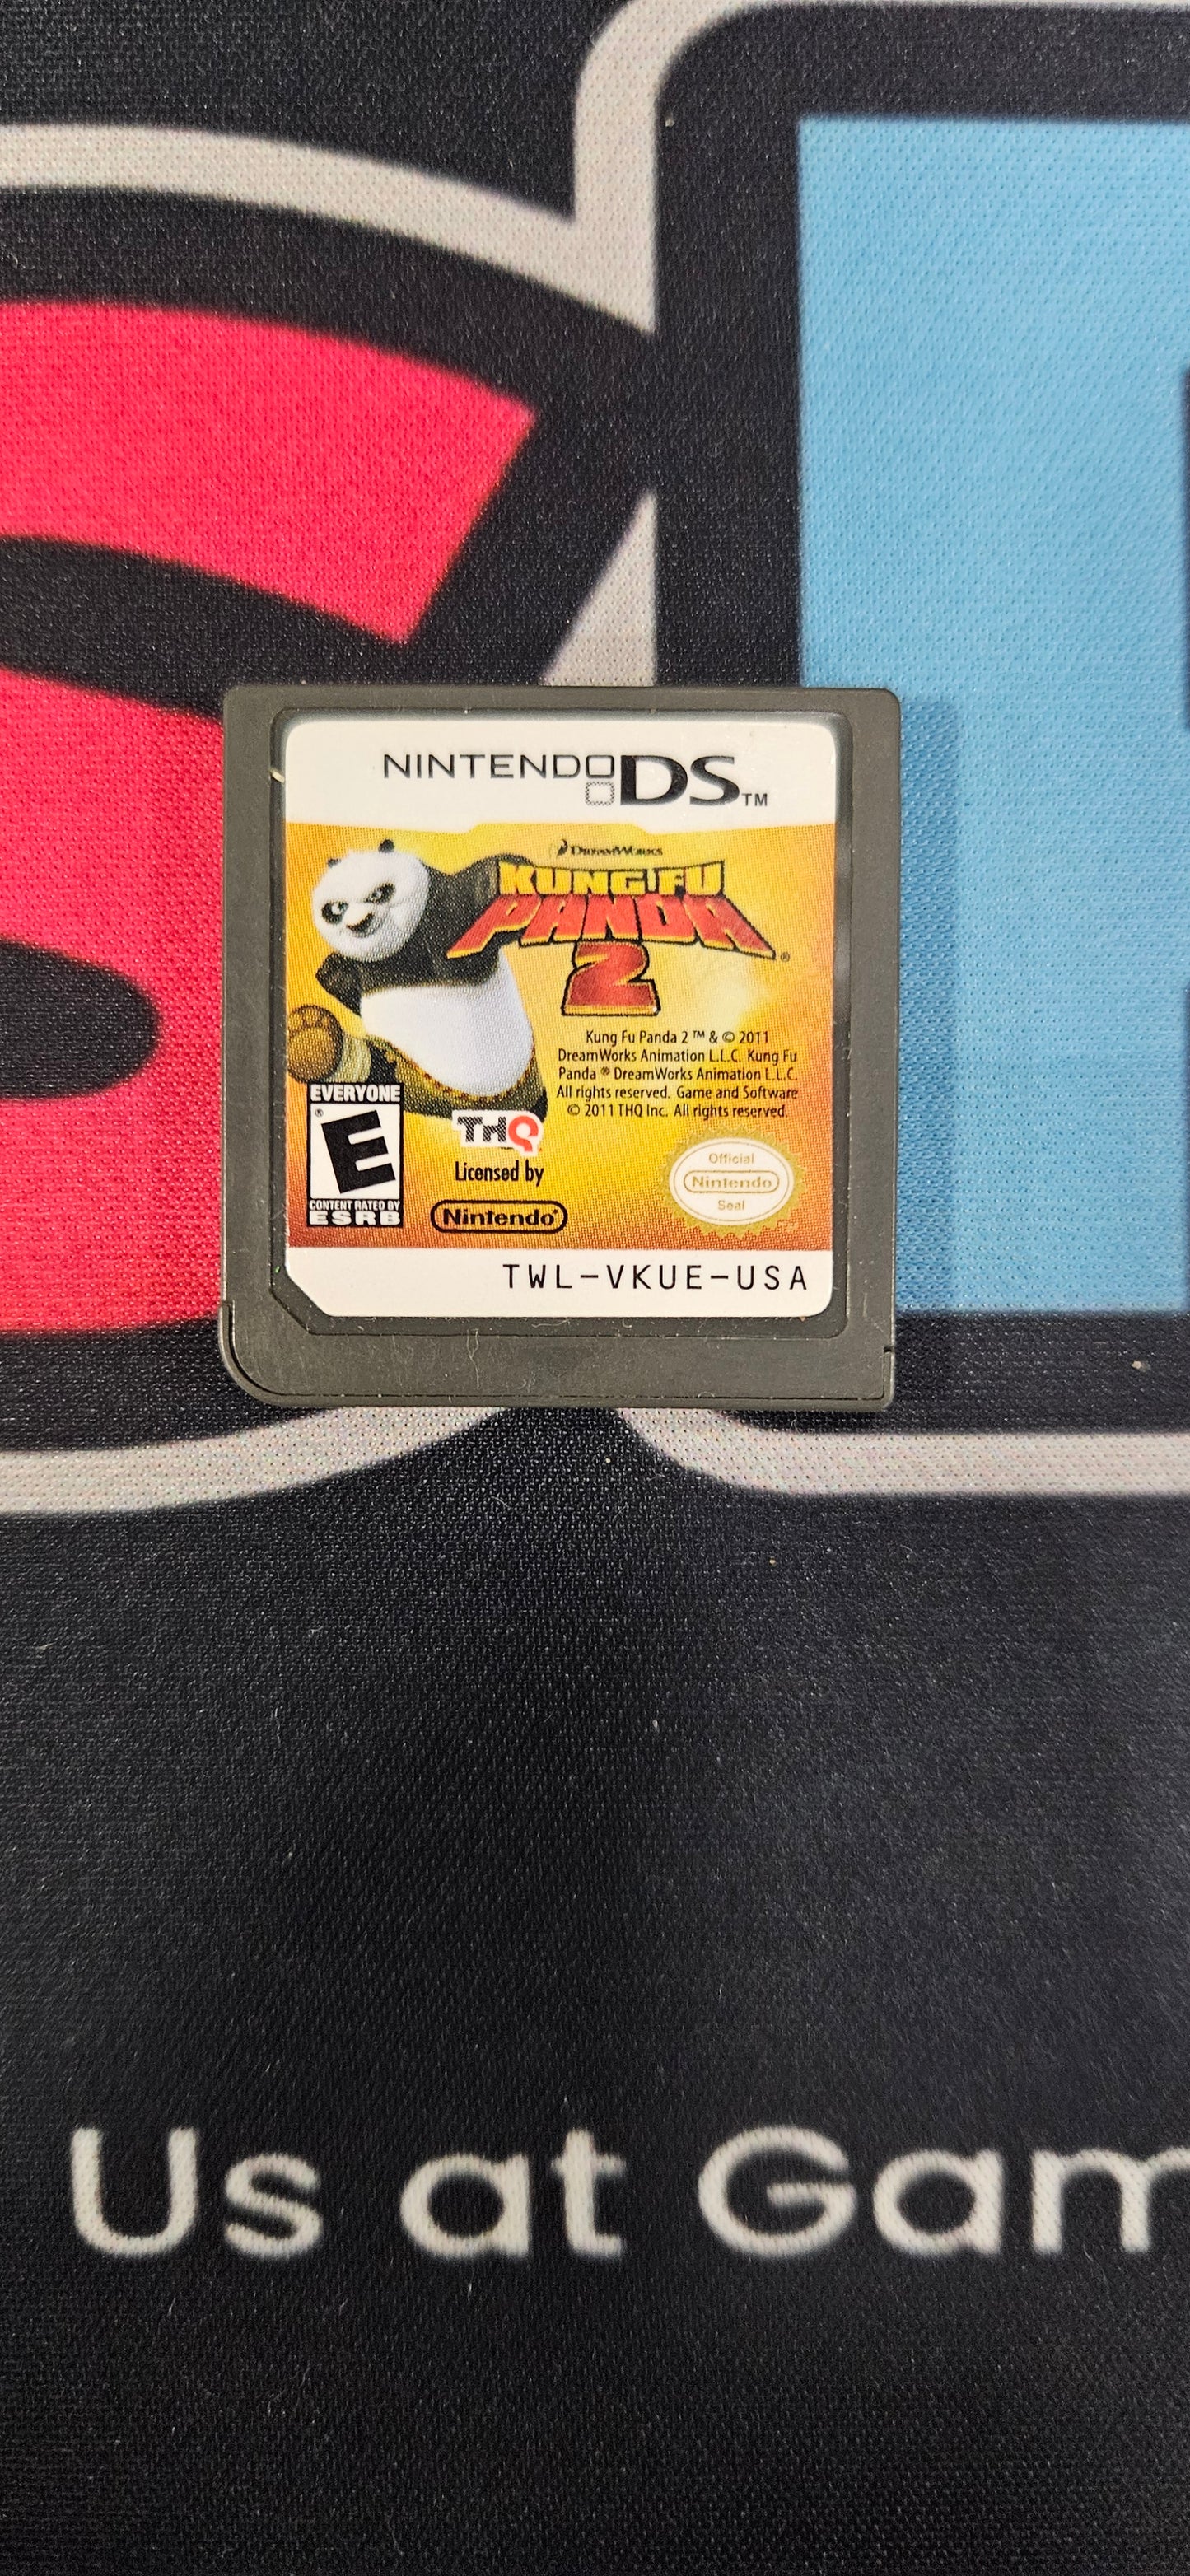 NINTENDO DS™
DREAMWORKS
KUNG FU
PANDA®
2
Kung Fu Panda 2 ™ & © 2011
DreamWorks Animation L.L.C. Kung Fu
Panda ® DreamWorks Animation L.L.C.
All rights reserved. Game and Software
© 2011 THQ Inc. All rights reserved.
EVERYONE
E
CONTENT RATED BY
ESRB
THQ
Licensed by
Nintendo®
Official
Nintendo
Seal
TWL-VKUE-USA
Us at Gam